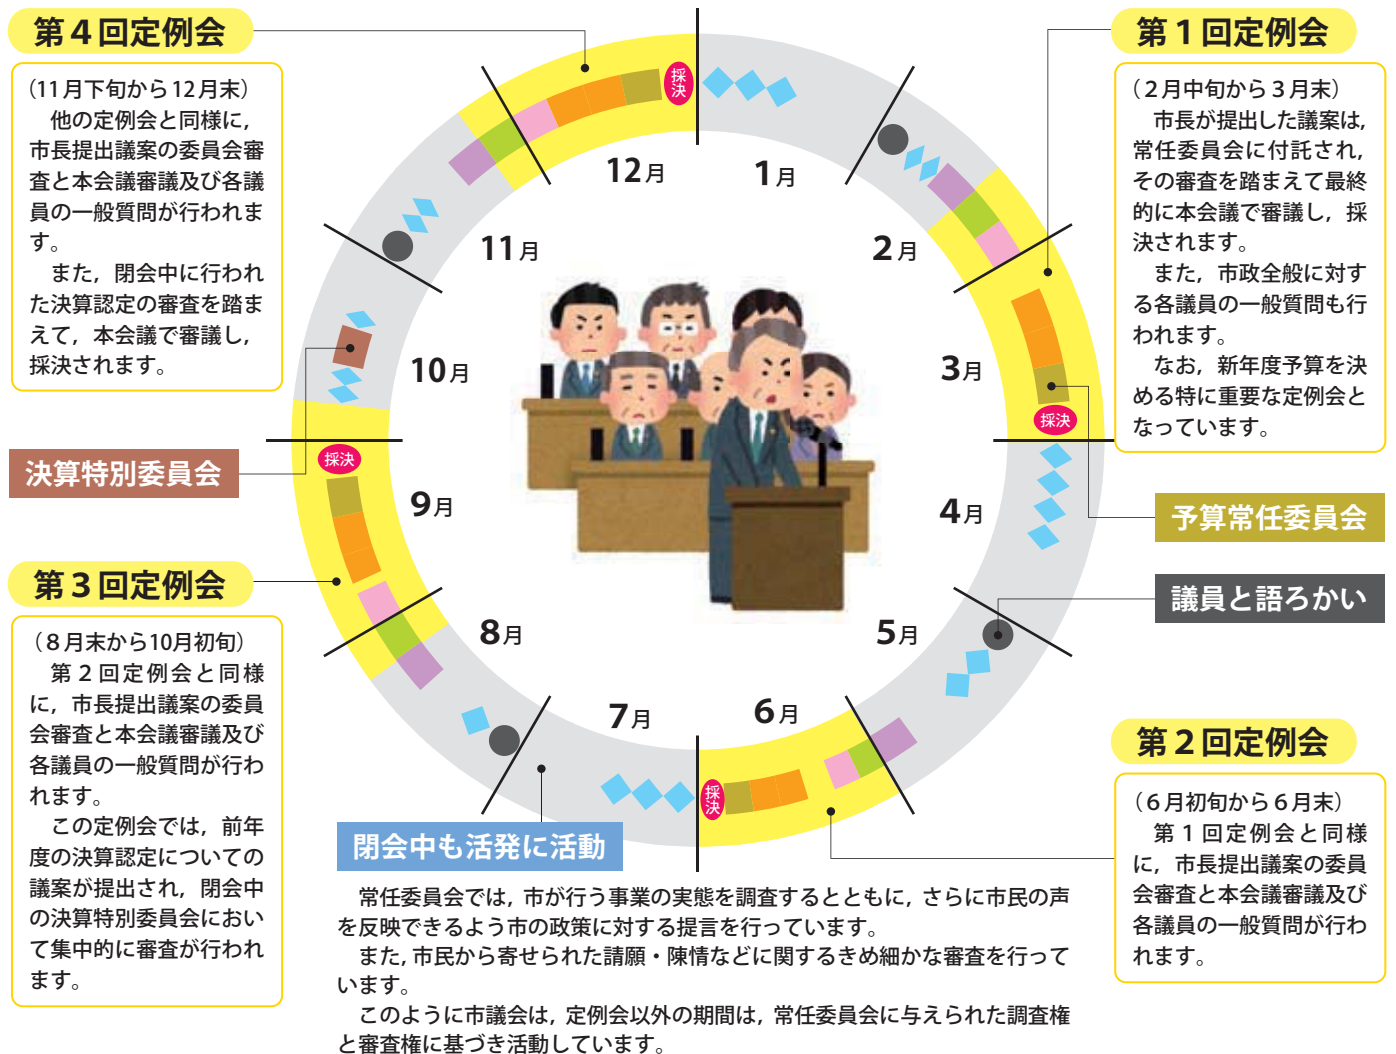 第４回定例会
（11月下旬から12月末）
　他の定例会と同様に，
市長提出議案の委員会審
査と本会議審議及び各議
員の一般質問が行われま
す。
　また，閉会中に行われ
た決算認定の審査を踏ま
えて，本会議で審議し，
採決されます。
第１回定例会
（２月中旬から３月末）
　市長が提出した議案は，
常任委員会に付託され，
その審査を踏まえて最終
的に本会議で審議し，採
決されます。
　また，市政全般に対す
る各議員の一般質問も行
われます。
　なお，新年度予算を決
める特に重要な定例会と
なっています。
採決
12月
1月
11月
2月
10月
3月
採決
採決
9月
4月
8月
5月
7月
6月
採決
決算特別委員会
予算常任委員会
議員と語ろかい
第３回定例会
（８月末から10月初旬）
　第２回定例会と同様
に，市長提出議案の委員
会審査と本会議審議及び
各議員の一般質問が行わ
れます。
　この定例会では，前年
度の決算認定についての
議案が提出され，閉会中
の決算特別委員会におい
て集中的に審査が行われ
ます。
第２回定例会
（６月初旬から６月末）
　第１回定例会と同様
に，市長提出議案の委員
会審査と本会議審議及び
各議員の一般質問が行わ
れます。
閉会中も活発に活動
　常任委員会では，市が行う事業の実態を調査するとともに，さらに市民の声
を反映できるよう市の政策に対する提言を行っています。
　また，市民から寄せられた請願・陳情などに関するきめ細かな審査を行って
います。
　このように市議会は，定例会以外の期間は，常任委員会に与えられた調査権
と審査権に基づき活動しています。